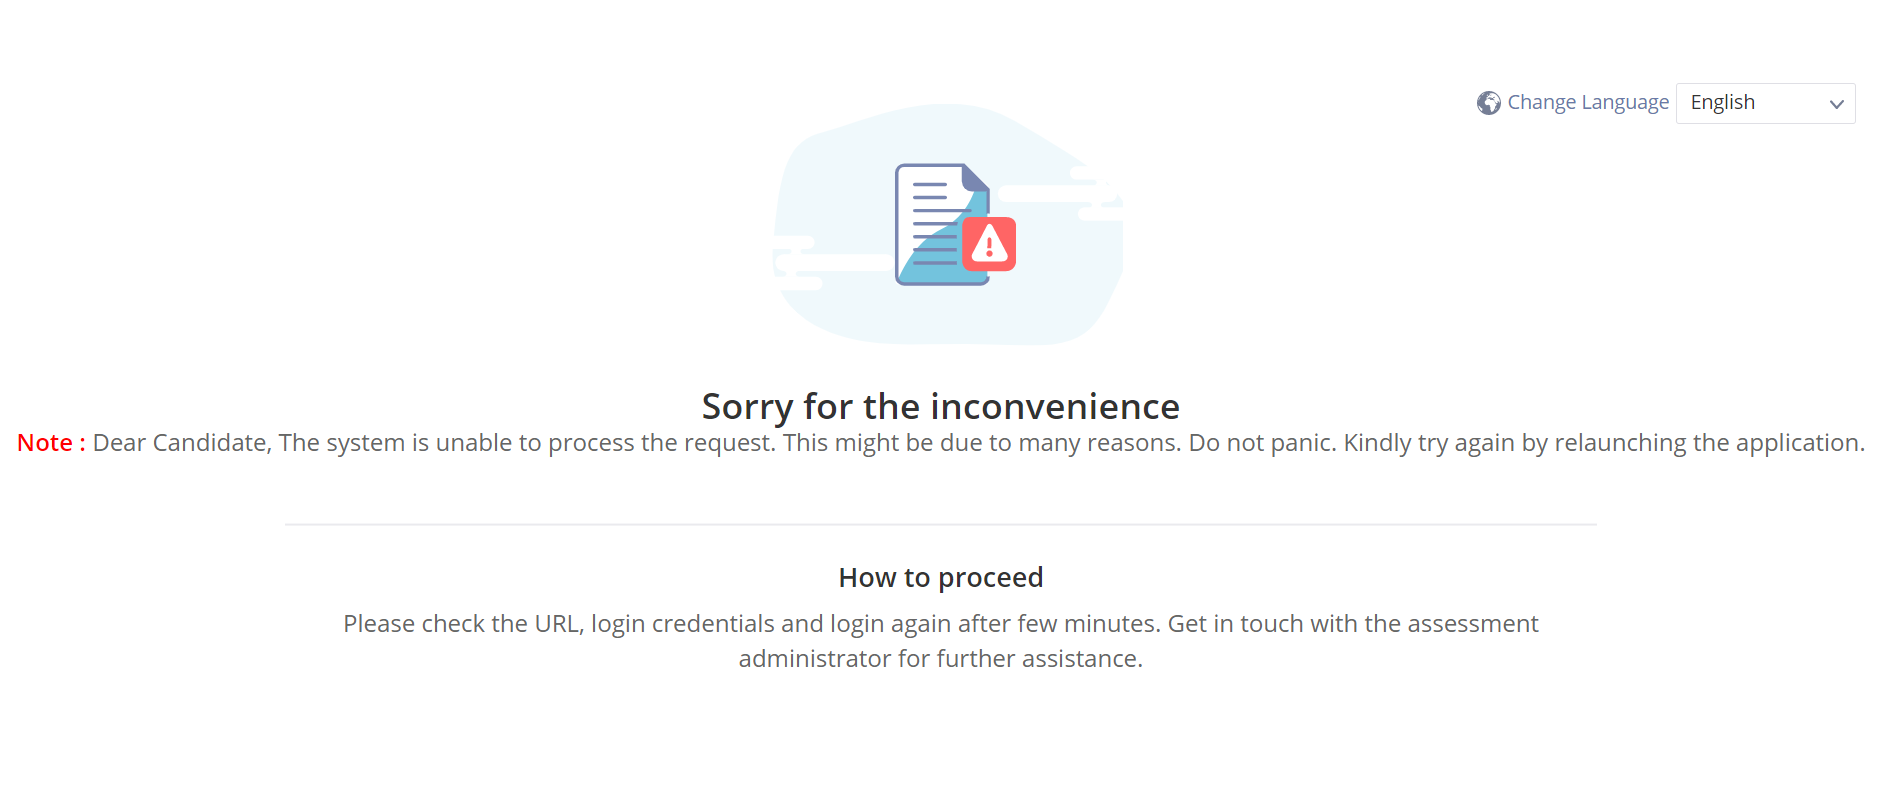 Change Language English
Sorry for the inconvenience
Note : Dear Candidate, The system is unable to process the request. This might be due to many reasons. Do not panic. Kindly try again by relaunching the application.
How to proceed
Please check the URL, login credentials and login again after few minutes. Get in touch with the assessment
administrator for further assistance.